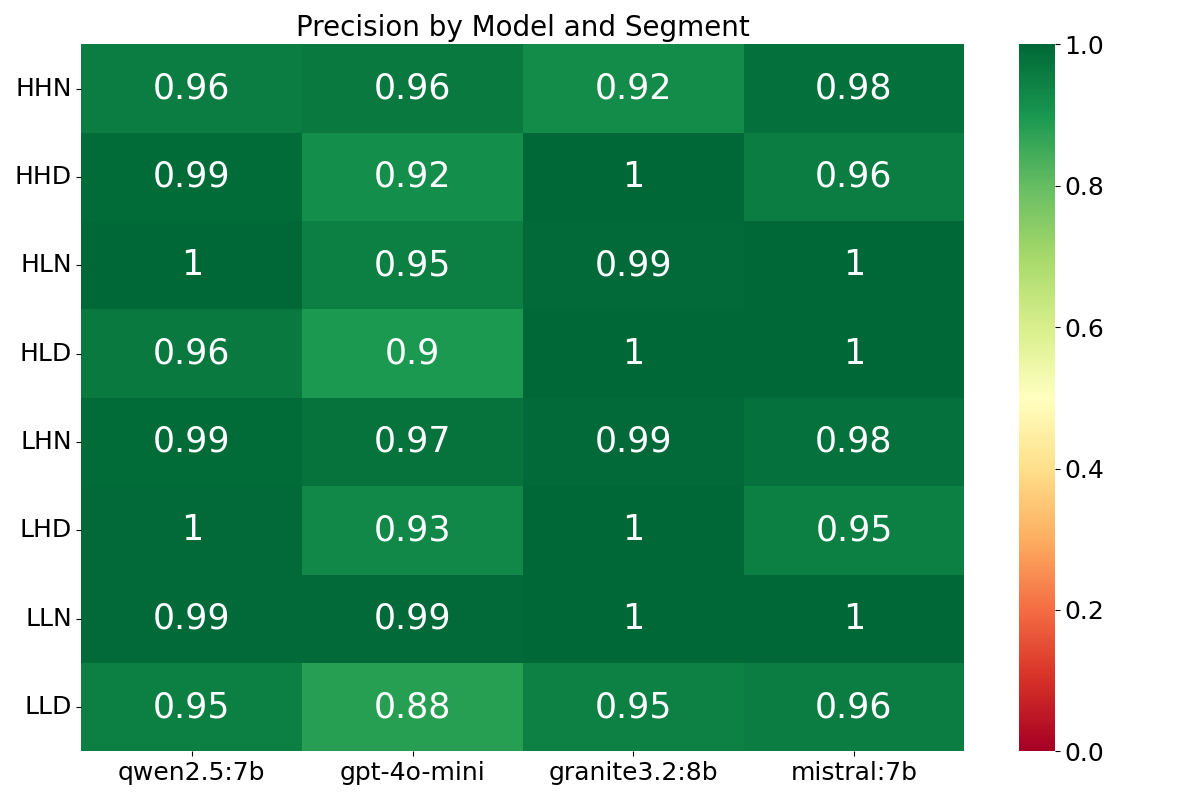 Precision by Model and Segment
HHN 0.96 0.96 0.92 0.98
HHD 0.99 0.92 1 0.96
HLN 1 0.95 0.99 1
HLD 0.96 0.9 1 1
LHN 0.99 0.97 0.99 0.98
LHD 1 0.93 1 0.95
LLN 0.99 0.99 1 1
LLD 0.95 0.88 0.95 0.96
qwen2.5:7b gpt-4o-mini granite3.2:8b mistral:7b
1.0
0.8
0.6
0.4
0.2
0.0